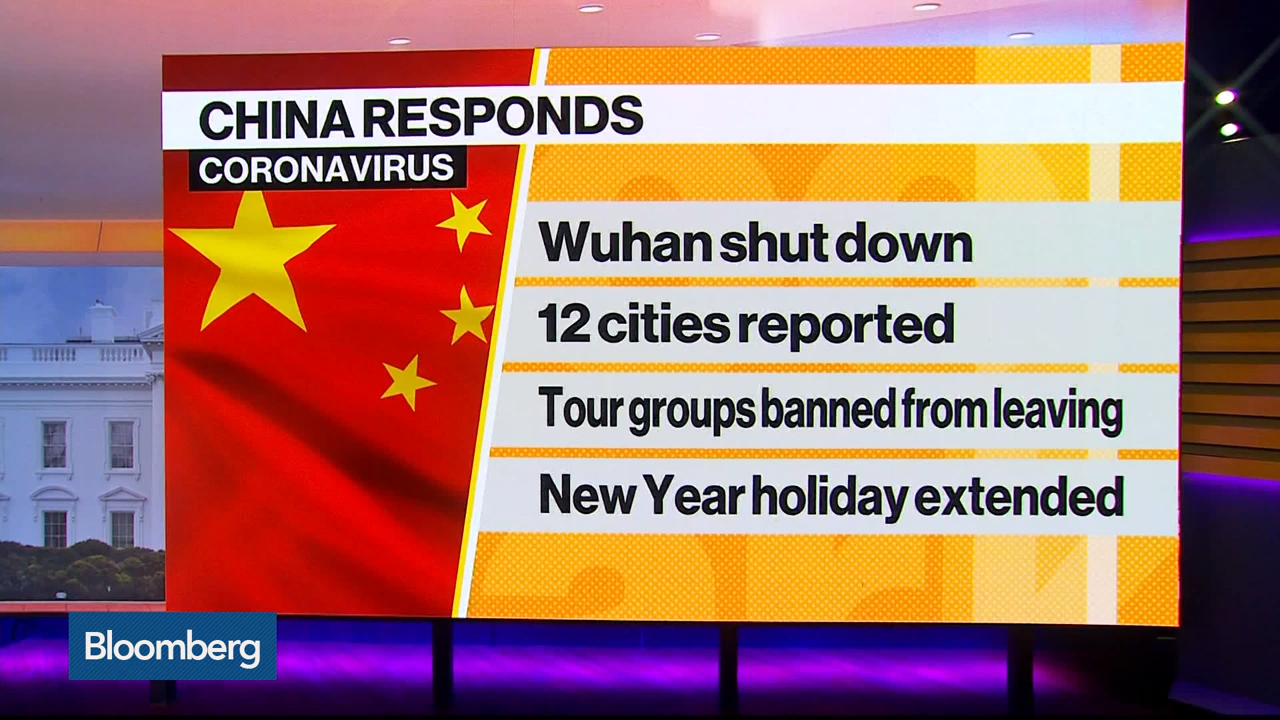 CHINA RESPONDS
CORONAVIRUS
Wuhan shut down
12 cities reported
Tour groups banned from leaving
New Year holiday extended
Bloomberg